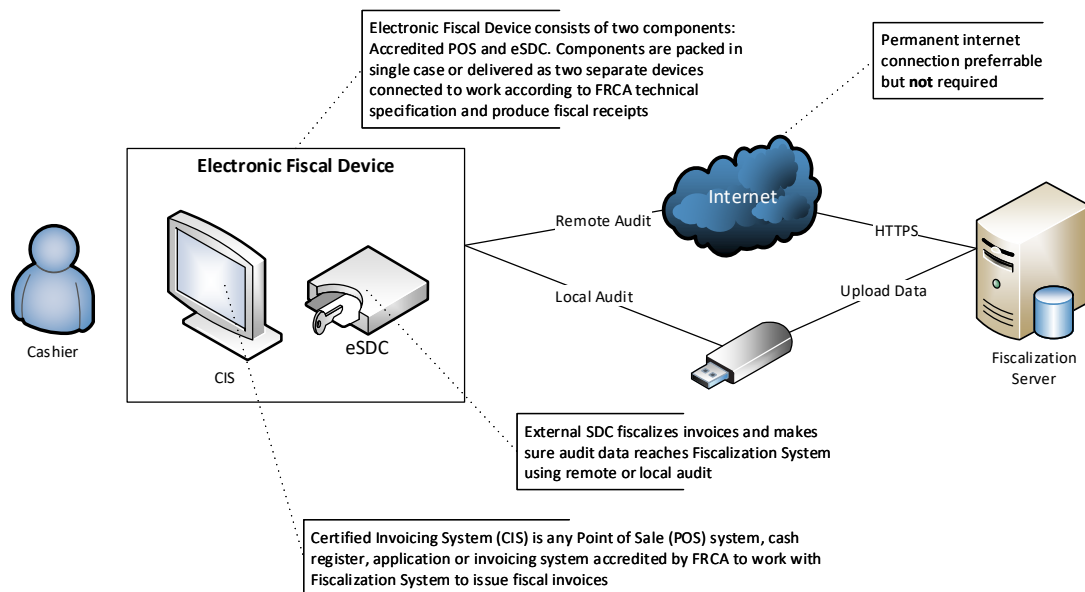 Electronic Fiscal Device consists of two components:
Accredited POS and eSDC. Components are packed in
single case or delivered as two separate devices
connected to work according to FRCA technical
specification and produce fiscal receipts
Permanent internet
connection preferrable
but not required
Electronic Fiscal Device
Internet
Remote Audit
HTTPS
Local Audit
Upload Data
Cashier
CIS
eSDC
Fiscalization
Server
External SDC fiscalizes invoices and makes
sure audit data reaches Fiscalization System
using remote or local audit
Certified Invoicing System (CIS) is any Point of Sale (POS) system, cash
register, application or invoicing system accredited by FRCA to work with
Fiscalization System to issue fiscal invoices